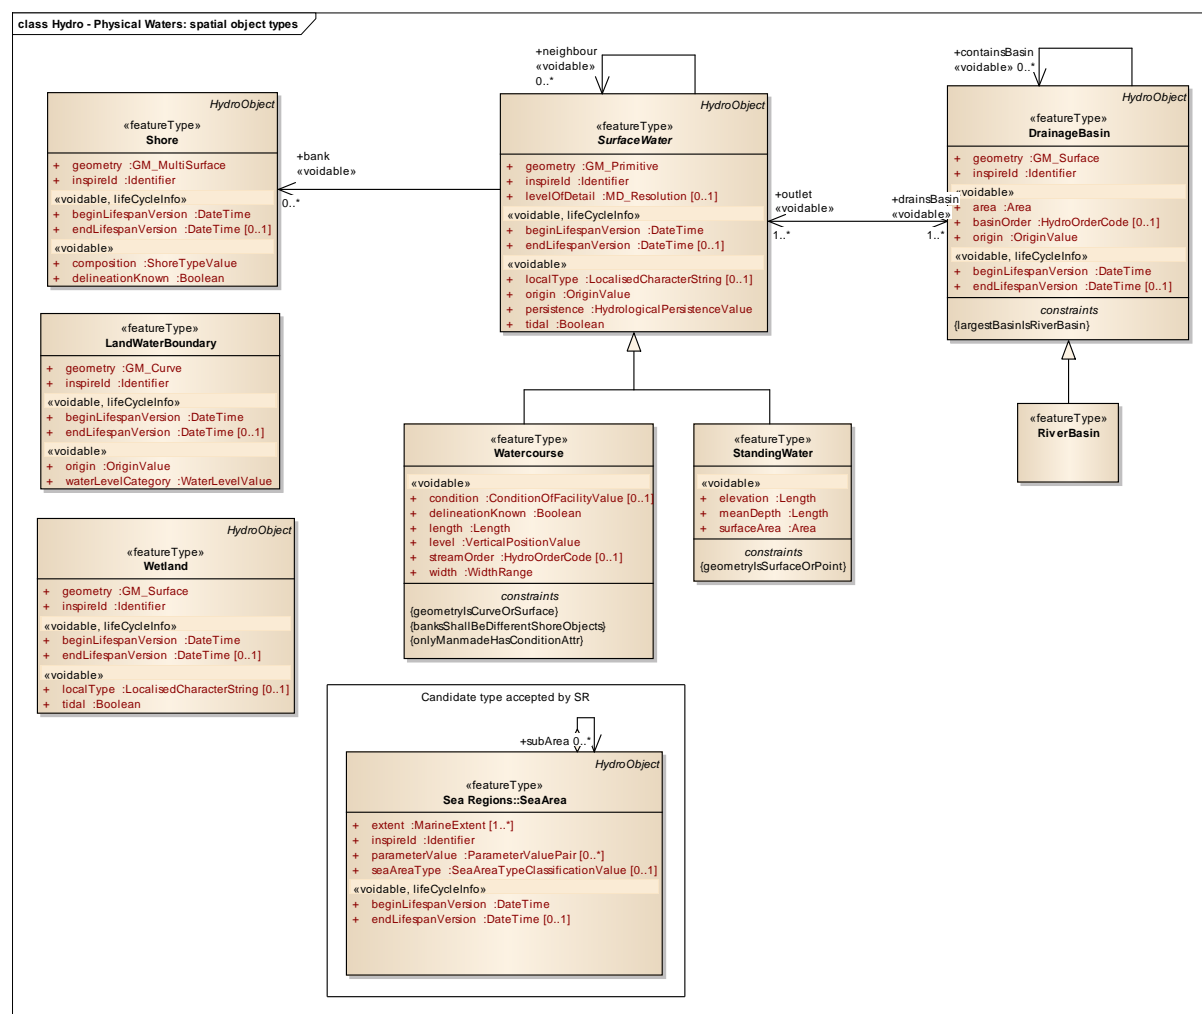 class Hydro - Physical Waters: spatial object types
+neighbour
«voidable»
0..*
+containsBasin
«voidable» 0..*
HydroObject
«featureType»
Shore
+ geometry :GM_MultiSurface
+ inspireId :Identifier
«voidable, lifeCycleInfo»
+ beginLifespanVersion :DateTime
+ endLifespanVersion :DateTime [0..1]
«voidable»
+ composition :ShoreTypeValue
+ delineationKnown :Boolean
+bank
«voidable»
0..*
HydroObject
«featureType»
SurfaceWater
+ geometry :GM_Primitive
+ inspireId :Identifier
+ levelOfDetail :MD_Resolution [0..1]
«voidable, lifeCycleInfo»
+ beginLifespanVersion :DateTime
+ endLifespanVersion :DateTime [0..1]
«voidable»
+ localType :LocalisedCharacterString [0..1]
+ origin :OriginValue
+ persistence :HydrologicalPersistenceValue
+ tidal :Boolean
+outlet
«voidable»
1..*
+drainsBasin
«voidable»
1..*
HydroObject
«featureType»
DrainageBasin
+ geometry :GM_Surface
+ inspireId :Identifier
«voidable»
+ area :Area
+ basinOrder :HydroOrderCode [0..1]
+ origin :OriginValue
«voidable, lifeCycleInfo»
+ beginLifespanVersion :DateTime
+ endLifespanVersion :DateTime [0..1]
constraints
{largestBasinIsRiverBasin}
«featureType»
LandWaterBoundary
+ geometry :GM_Curve
+ inspireId :Identifier
«voidable, lifeCycleInfo»
+ beginLifespanVersion :DateTime
+ endLifespanVersion :DateTime [0..1]
«voidable»
+ origin :OriginValue
+ waterLevelCategory :WaterLevelValue
«featureType»
Watercourse
«voidable»
+ condition :ConditionOfFacilityValue [0..1]
+ delineationKnown :Boolean
+ length :Length
+ level :VerticalPositionValue
+ streamOrder :HydroOrderCode [0..1]
+ width :WidthRange
constraints
{geometryIsCurveOrSurface}
{banksShallBeDifferentShoreObjects}
{onlyManmadeHasConditionAttr}
«featureType»
StandingWater
«voidable»
+ elevation :Length
+ meanDepth :Length
+ surfaceArea :Area
constraints
{geometryIsSurfaceOrPoint}
«featureType»
RiverBasin
HydroObject
«featureType»
Wetland
+ geometry :GM_Surface
+ inspireId :Identifier
«voidable, lifeCycleInfo»
+ beginLifespanVersion :DateTime
+ endLifespanVersion :DateTime [0..1]
«voidable»
+ localType :LocalisedCharacterString [0..1]
+ tidal :Boolean
Candidate type accepted by SR
+subArea 0..*
HydroObject
«featureType»
Sea Regions::SeaArea
+ extent :MarineExtent [1..*]
+ inspireId :Identifier
+ parameterValue :ParameterValuePair [0..*]
+ seaAreaType :SeaAreaTypeClassificationValue [0..1]
«voidable, lifeCycleInfo»
+ beginLifespanVersion :DateTime
+ endLifespanVersion :DateTime [0..1]